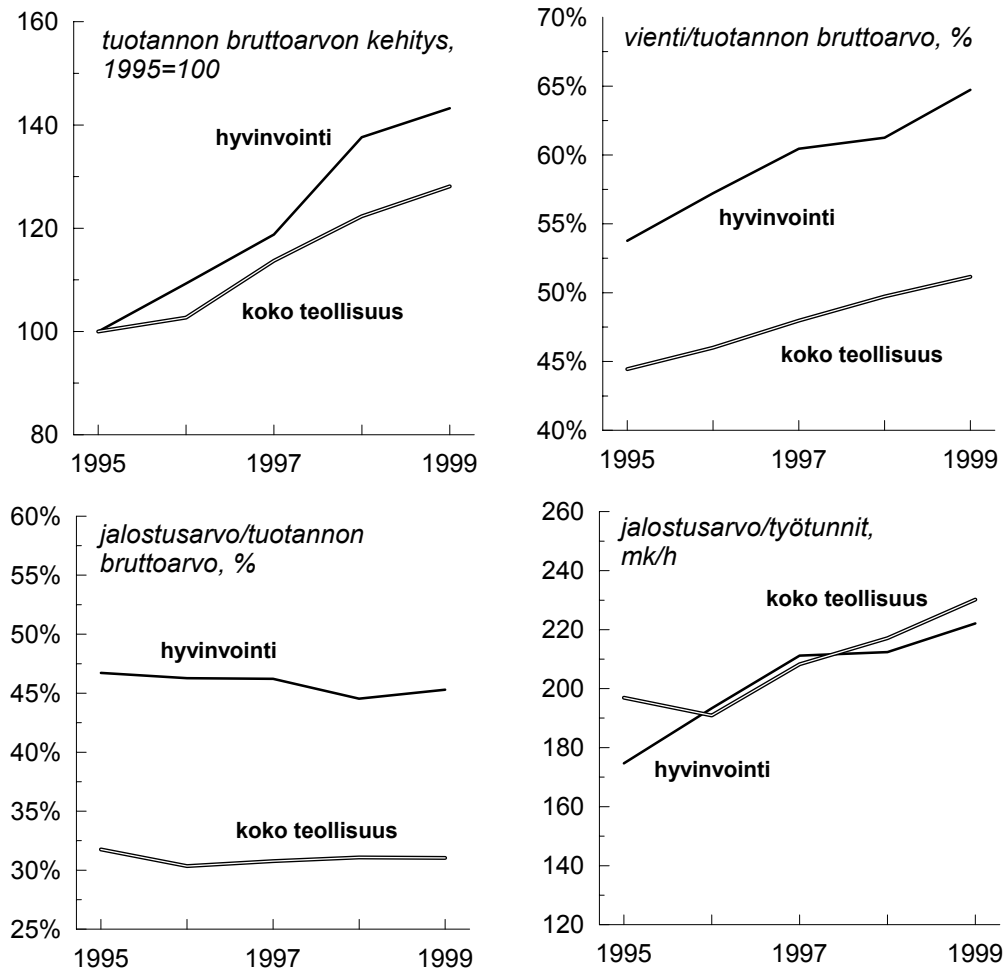 tuotannon bruttoarvon kehitys,
1995=100
160
140
120
100
80
hyvinvointi
koko teollisuus
1995
1997
1999
vienti/tuotannon bruttoarvo, %
70%
65%
60%
55%
50%
45%
40%
hyvinvointi
koko teollisuus
1995
1997
1999
jalostusarvo/tuotannon
bruttoarvo, %
60%
55%
50%
45%
40%
35%
30%
25%
hyvinvointi
koko teollisuus
1995
1997
1999
jalostusarvo/työtunnit,
mk/h
260
240
220
200
180
160
140
120
koko teollisuus
hyvinvointi
1995
1997
1999